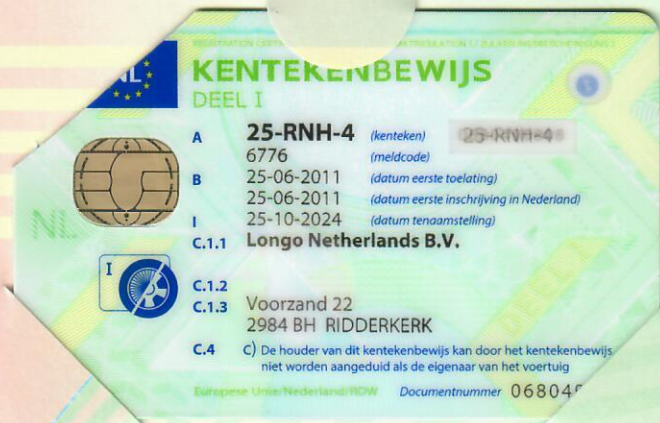 NL
KENTEKENBEWIJS
DEEL I
A 25-RNH-4 (kenteken) 25-RNH-4
6776 (meldcode)
B 25-06-2011 (datum eerste toelating)
25-06-2011 (datum eerste inschrijving in Nederland)
I 25-10-2024 (datum tenaamstelling)
C.1.1 Longo Netherlands B.V.
NL
I
C.1.2
C.1.3 Voorzand 22
2984 BH RIDDERKERK
C.4 C) De houder van dit kentekenbewijs kan door het kentekenbewijs
niet worden aangeduid als de eigenaar van het voertuig
Europese Unie/Nederland/RDW Documentnummer 06804